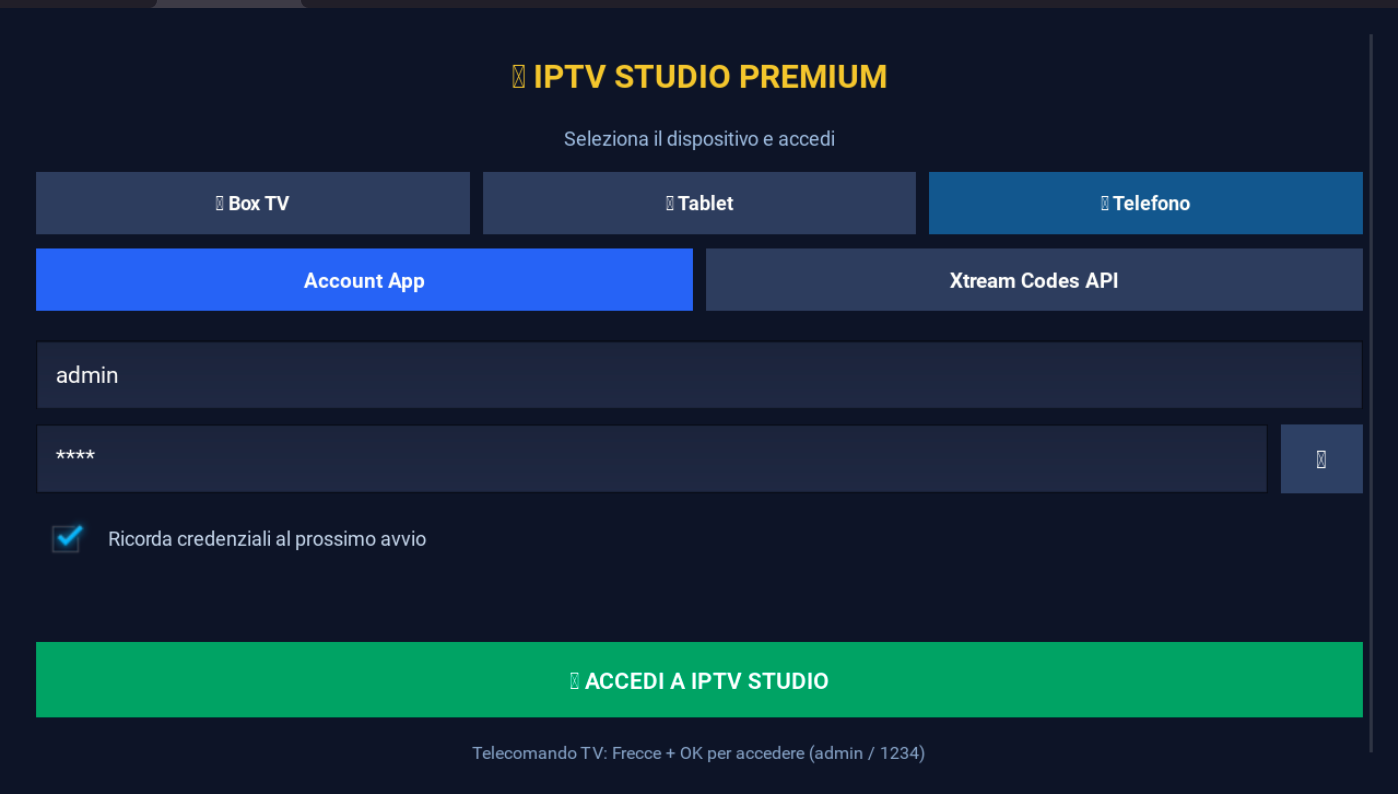 IPTV STUDIO PREMIUM
Seleziona il dispositivo e accedi
Box TV
Tablet
Telefono
Account App
Xtream Codes API
admin
****
Ricorda credenziali al prossimo avvio
ACCEDI A IPTV STUDIO
Telecomando TV: Frecce + OK per accedere (admin / 1234)